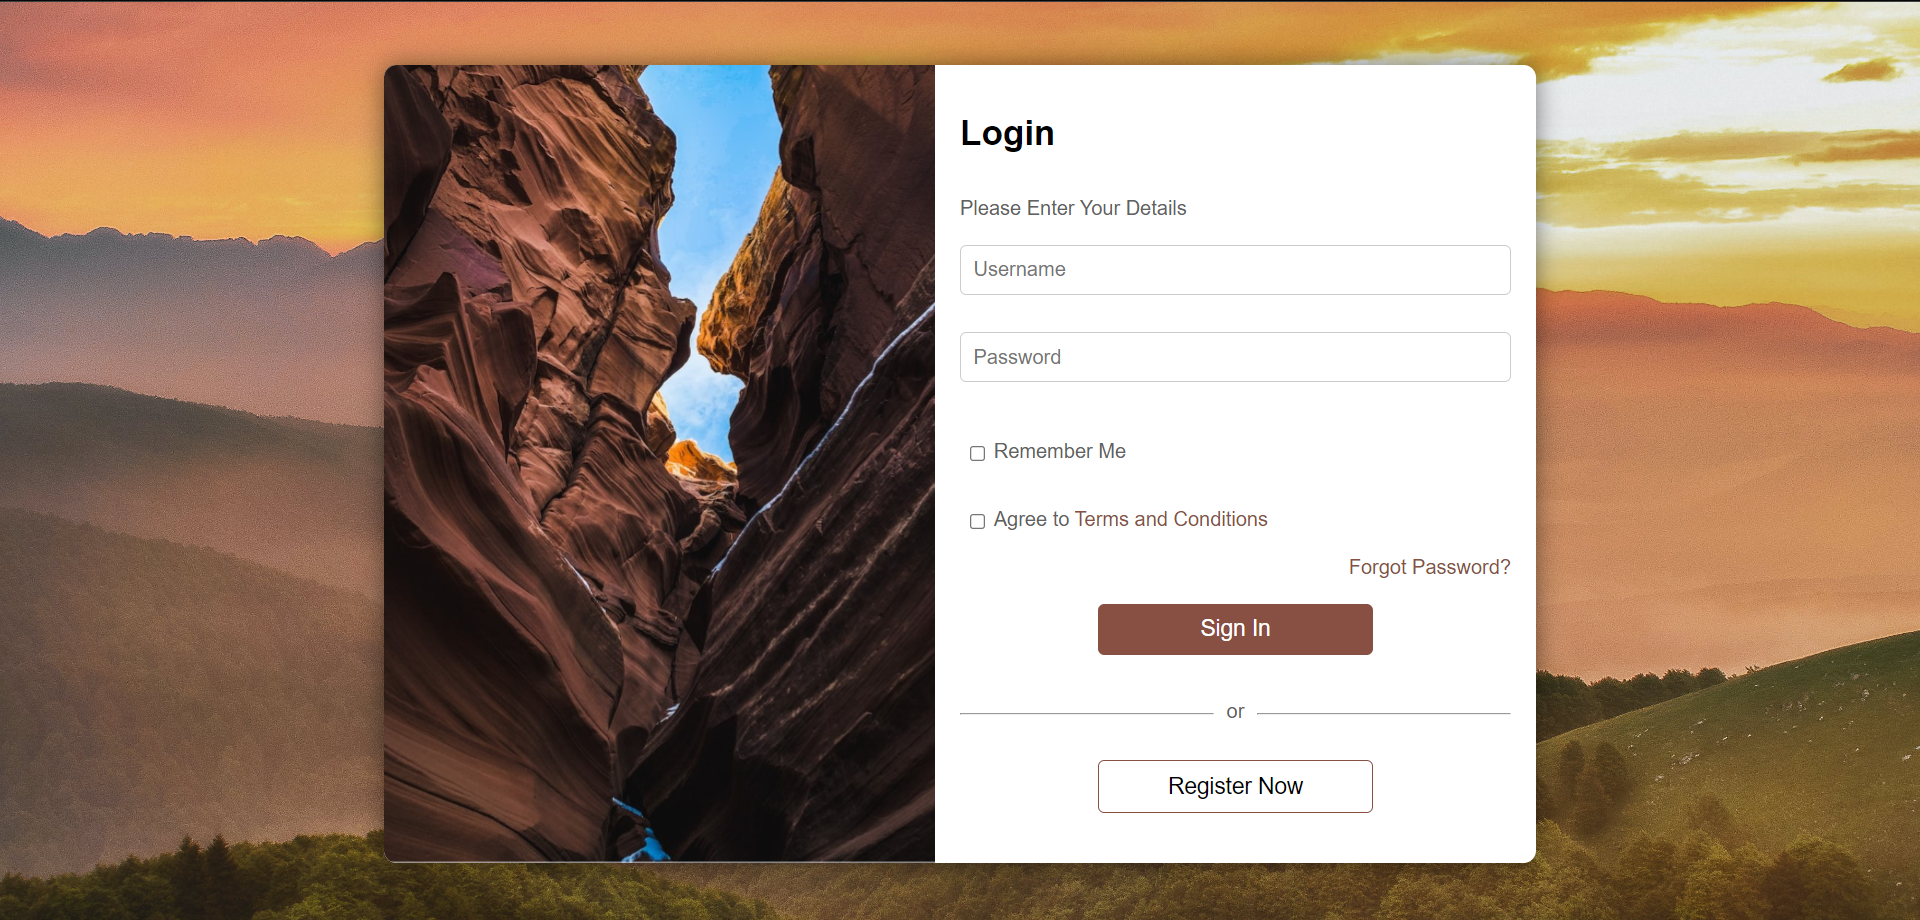 Login
Please Enter Your Details
Username
Password
Remember Me
Agree to Terms and Conditions
Forgot Password?
Sign In
or
Register Now